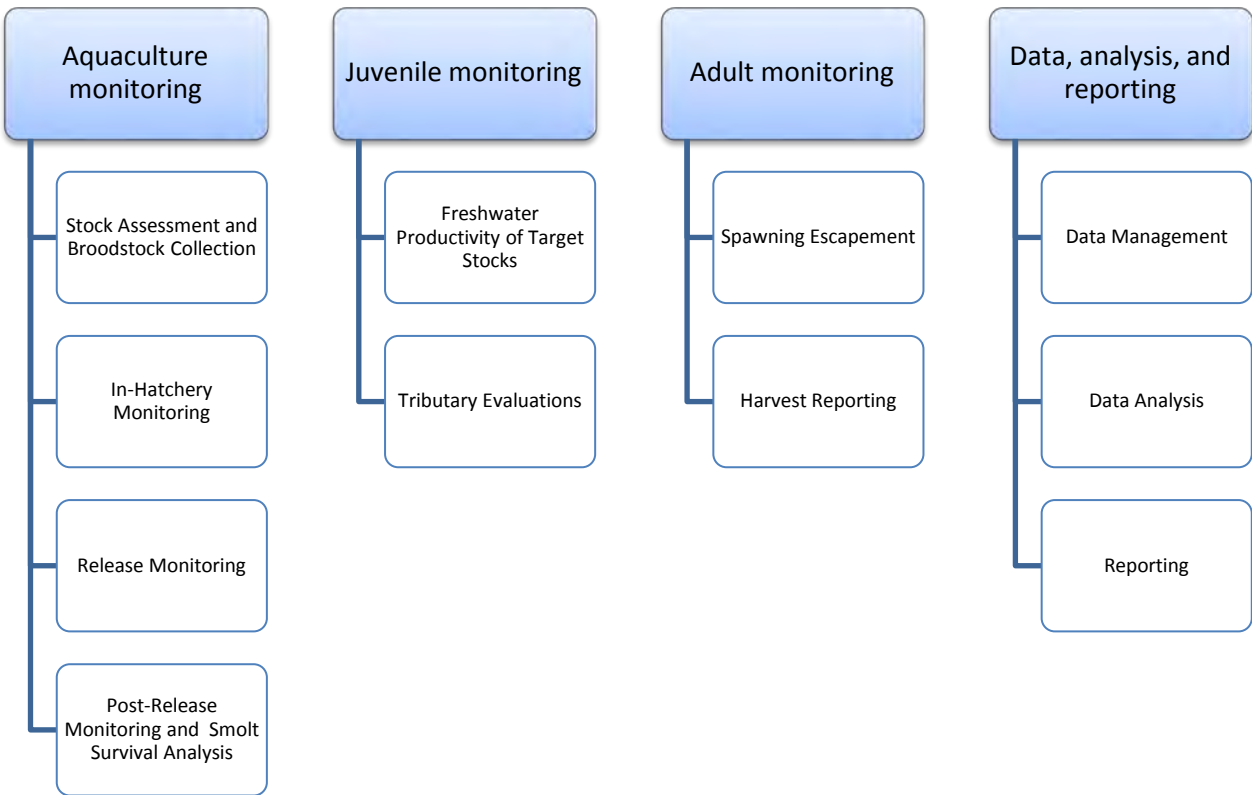 Aquaculture
monitoring
Stock Assessment and
Broodstock Collection
In-Hatchery
Monitoring
Release Monitoring
Post-Release
Monitoring and Smolt
Survival Analysis
Juvenile monitoring
Freshwater
Productivity of Target
Stocks
Tributary Evaluations
Adult monitoring
Spawning Escapement
Harvest Reporting
Data, analysis, and
reporting
Data Management
Data Analysis
Reporting